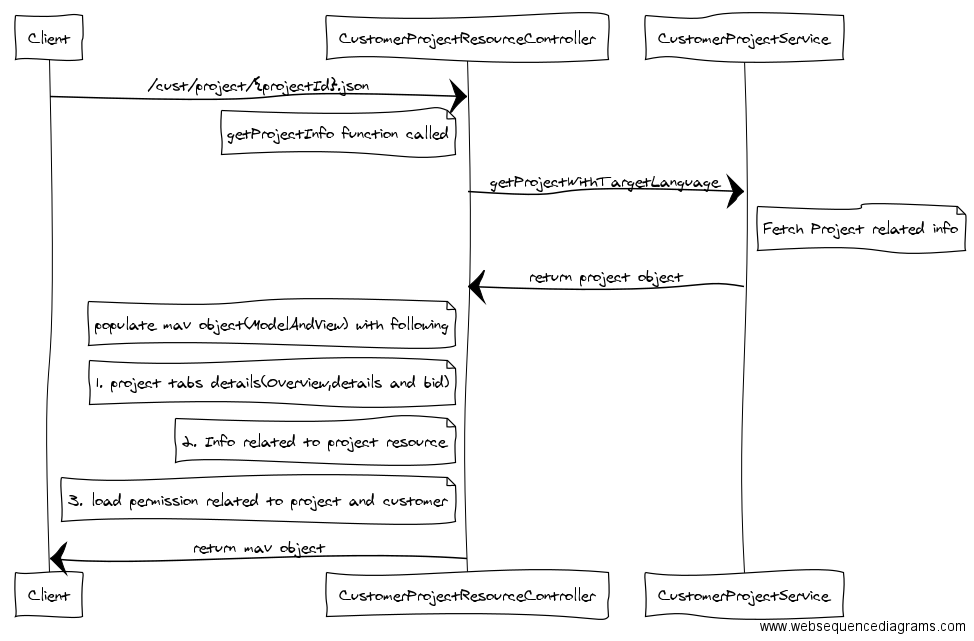 Client
CustomerProjectResourceController
CustomerProjectService
/cust/project/{projectId}.json
getProjectInfo function called
getProjectWithTargetLanguage
Fetch Project related info
return project object
populate mav object(ModelAndView) with following
1. project tabs details(Overview,details and bid)
2. Info related to project resource
3. load permission related to project and customer
return mav object
Client
CustomerProjectResourceController
CustomerProjectService
www.websequencediagrams.com